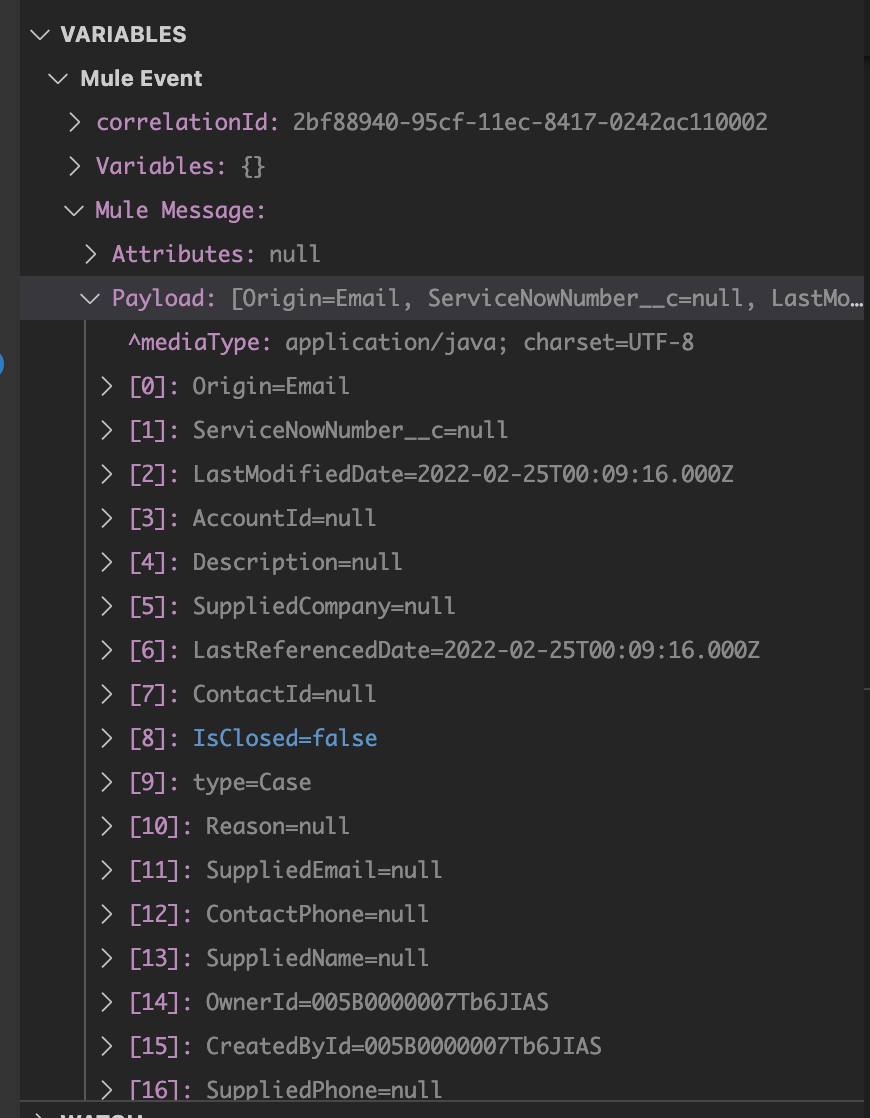 VARIABLES
Mule Event
correlationId: 2bf88940-95cf-11ec-8417-0242ac110002
Variables: {}
Mule Message:
Attributes: null
Payload: [Origin=Email, ServiceNowNumber__c=null, LastMo…
^mediaType: application/java; charset=UTF-8
[0]: Origin=Email
[1]: ServiceNowNumber__c=null
[2]: LastModifiedDate=2022-02-25T00:09:16.000Z
[3]: AccountId=null
[4]: Description=null
[5]: SuppliedCompany=null
[6]: LastReferencedDate=2022-02-25T00:09:16.000Z
[7]: ContactId=null
[8]: IsClosed=false
[9]: type=Case
[10]: Reason=null
[11]: SuppliedEmail=null
[12]: ContactPhone=null
[13]: SuppliedName=null
[14]: OwnerId=005B0000007Tb6JIAS
[15]: CreatedById=005B0000007Tb6JIAS
[16]: SuppliedPhone=null
WATCH